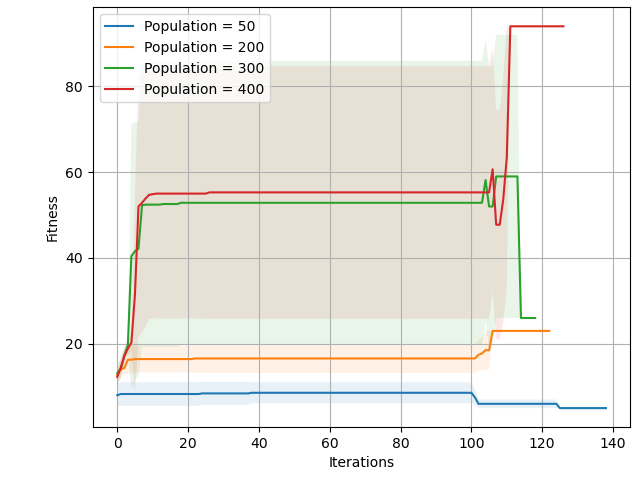 Population = 50
Population = 200
Population = 300
Population = 400
80
60
40
20
Fitness
0 20 40 60 80 100 120 140
Iterations